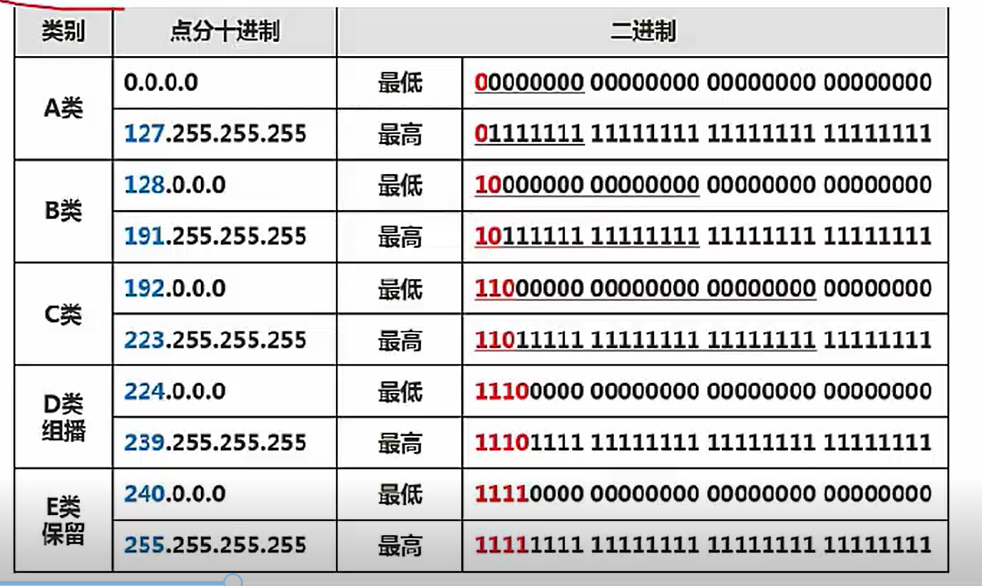 类别 点分十进制 二进制
A类
0.0.0.0 最低 00000000 00000000 00000000 00000000
127.255.255.255 最高 01111111 11111111 11111111 11111111
B类
128.0.0.0 最低 10000000 00000000 00000000 00000000
191.255.255.255 最高 10111111 11111111 11111111 11111111
C类
192.0.0.0 最低 11000000 00000000 00000000 00000000
223.255.255.255 最高 11011111 11111111 11111111 11111111
D类
组播
224.0.0.0 最低 11100000 00000000 00000000 00000000
239.255.255.255 最高 11101111 11111111 11111111 11111111
E类
保留
240.0.0.0 最低 11110000 00000000 00000000 00000000
255.255.255.255 最高 11111111 11111111 11111111 11111111